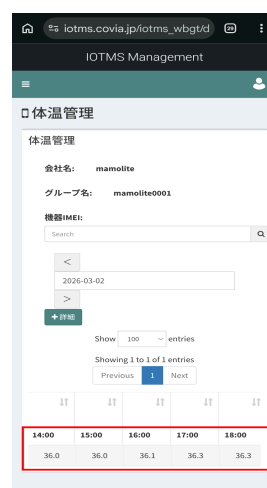 iotms.covia.jp/iotms_wbgt/d
29
IOTMS Management
体温管理
体温管理
会社名: mamolite
グループ名: mamolite0001
機器IMEI:
Search
<
2026-03-02
>
+詳細
Show 100 entries
Showing 1 to 1 of 1 entries
Previous 1 Next
14:00 15:00 16:00 17:00 18:00
36.0 36.0 36.1 36.3 36.3